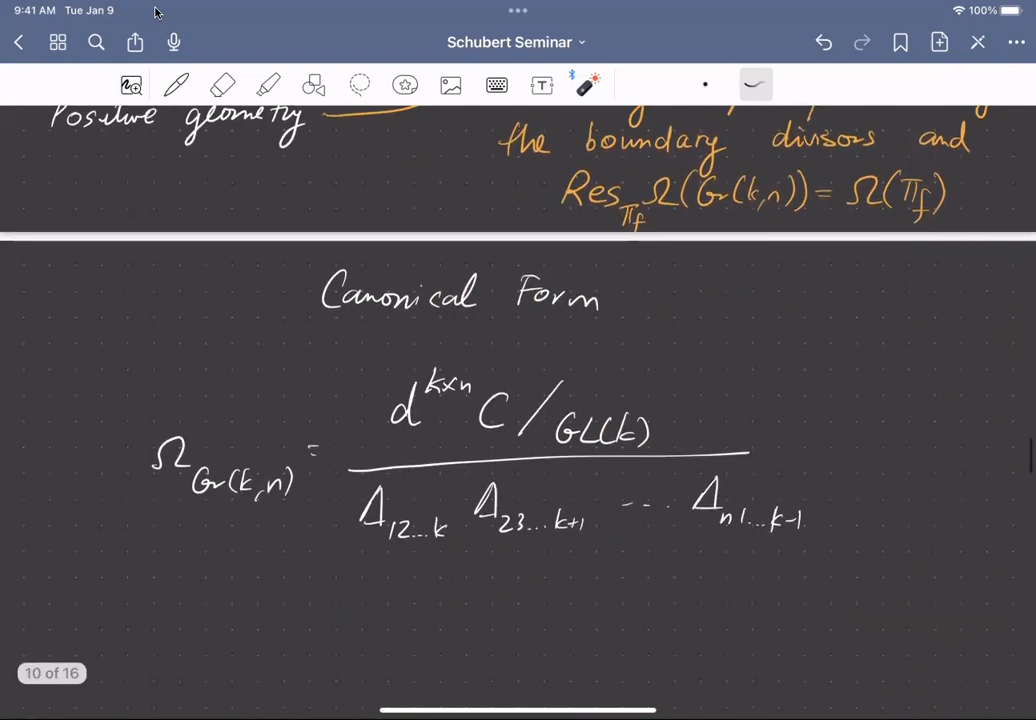 9:41 AM Tue Jan 9
100%
Schubert Seminar
T
Positive geometry
the boundary divisors and
Res_{Π_f} Ω(Gr(k,n)) = Ω(Π_f)
Canonical Form
Ω_{Gr(k,n)} = d^{k×n} C / GL(k)
Δ_{12...k} Δ_{23...k+1} ... Δ_{n1...k-1}
10 of 16